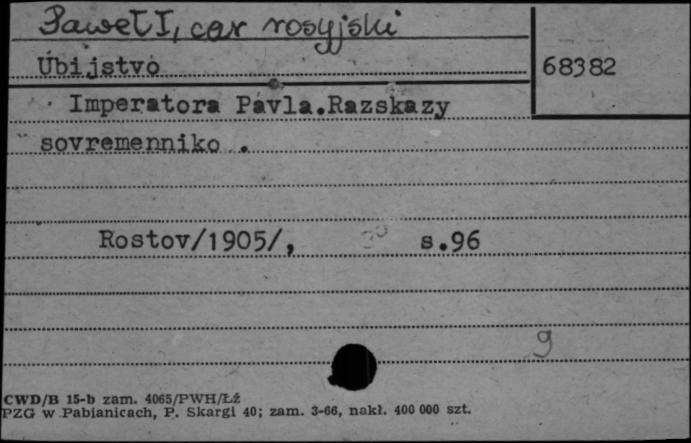 Paweł I, car rosyjski
Ubijstvo
68382
Imperatora Pavla.Razskazy
sovremenniko .
Rostov/1905/, s.96
9
CWD/B 15-b zam. 4065/PWH/Łź
PZG w Pabianicach, P. Skargi 40; zam. 3-66, nakł. 400 000 szt.